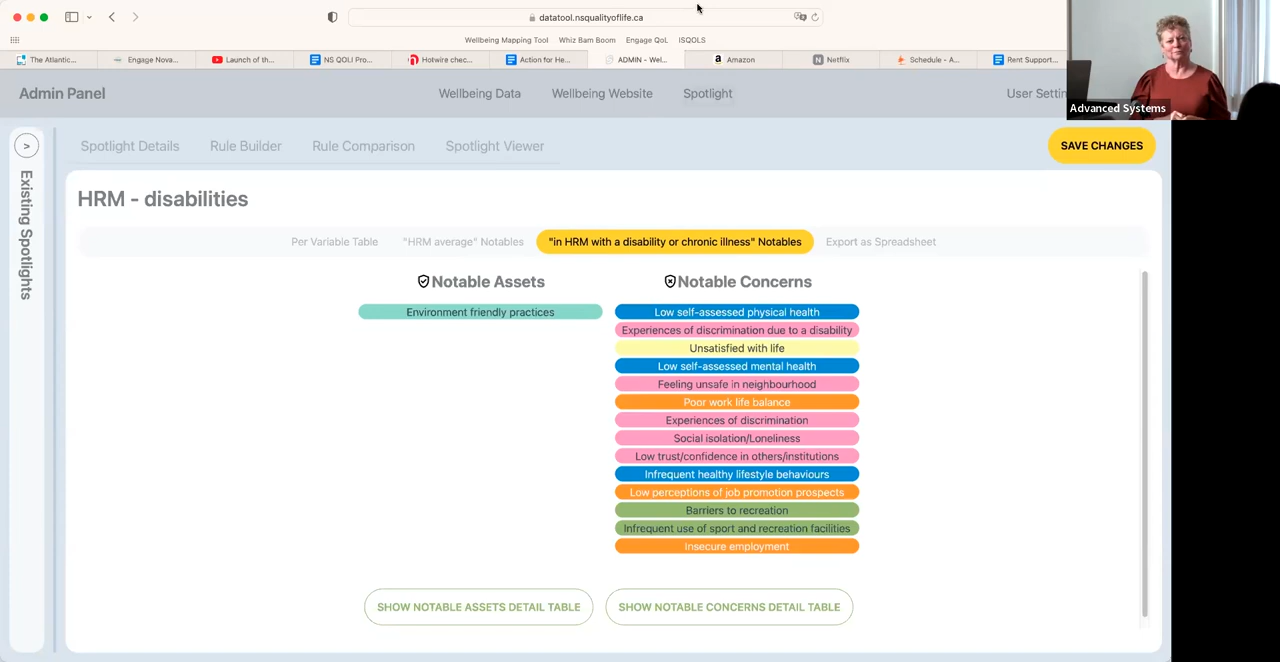 datatool.nsqualityoflife.ca
Wellbeing Mapping Tool Whiz Bam Boom Engage QoL ISQOLS
The Atlantic... Engage Nova... Launch of th... NS QOLI Pro... Hotwire chec... Action for He... ADMIN - Wel... Amazon Netflix Schedule - A... Rent Support...
Admin Panel Wellbeing Data Wellbeing Website Spotlight User Settin
Advanced Systems
Spotlight Details Rule Builder Rule Comparison Spotlight Viewer SAVE CHANGES
Existing Spotlights
HRM - disabilities
Per Variable Table "HRM average" Notables "in HRM with a disability or chronic illness" Notables Export as Spreadsheet
Notable Assets
Environment friendly practices
Notable Concerns
Low self-assessed physical health
Experiences of discrimination due to a disability
Unsatisfied with life
Low self-assessed mental health
Feeling unsafe in neighbourhood
Poor work life balance
Experiences of discrimination
Social isolation/Loneliness
Low trust/confidence in others/institutions
Infrequent healthy lifestyle behaviours
Low perceptions of job promotion prospects
Barriers to recreation
Infrequent use of sport and recreation facilities
Insecure employment
SHOW NOTABLE ASSETS DETAIL TABLE SHOW NOTABLE CONCERNS DETAIL TABLE